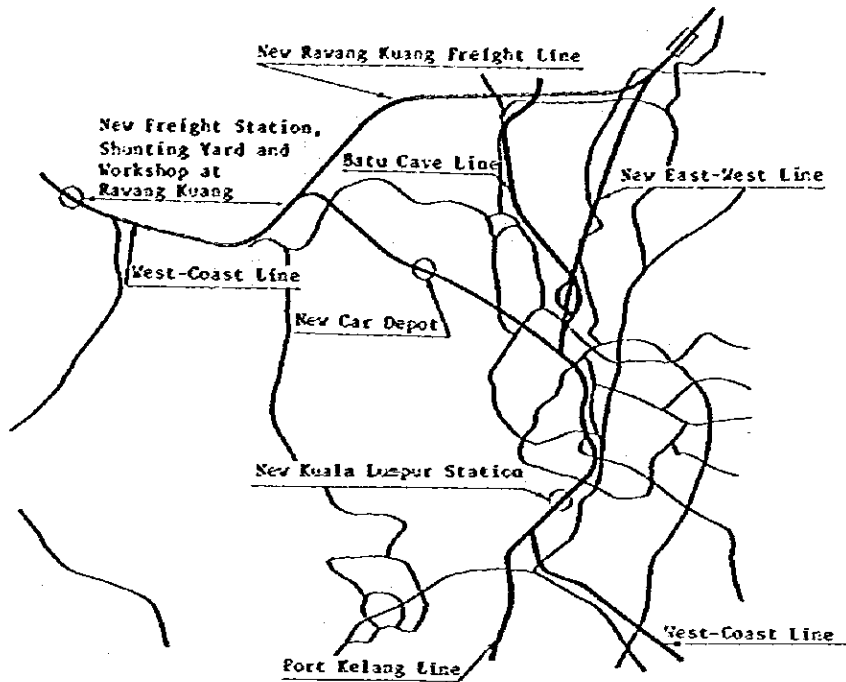 New Rawang Kuang Freight Line
New Freight Station,
Shunting Yard and
Workshop at
Rawang Kuang
Batu Cave Line
New East-West Line
West-Coast Line
New Car Depot
New Kuala Lumpur Station
West-Coast Line
Port Kelang Line